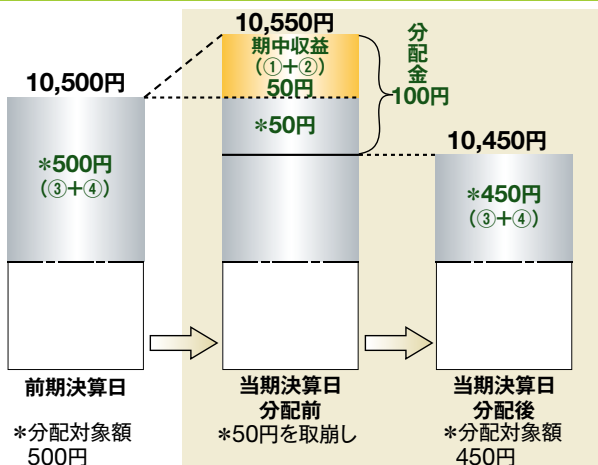 10,550円
期中収益
(①+②)
50円
分配金
100円
10,500円
*50円
10,450円
*500円
(③+④)
*450円
(③+④)
前期決算日
当期決算日
分配前
当期決算日
分配後
*分配対象額
500円
*50円を取崩し
*分配対象額
450円